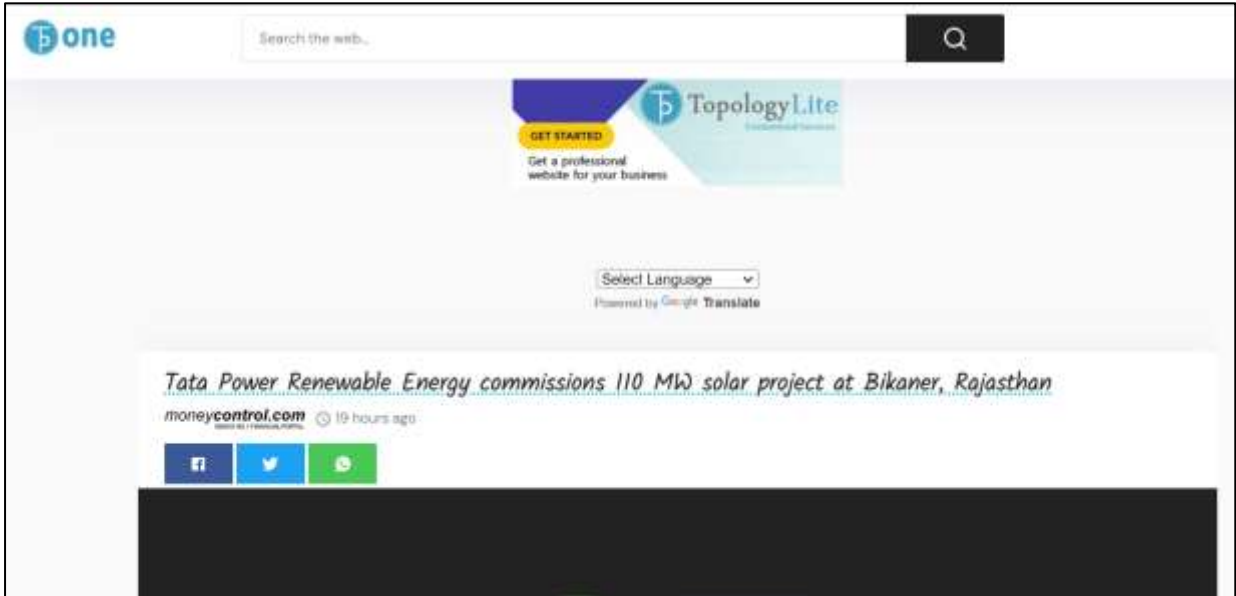 one
Search the web...
TopologyLite
GET STARTED
Get a professional
website for your business
Select Language
Powered by Google Translate
Tata Power Renewable Energy commissions 110 MW solar project at Bikaner, Rajasthan
moneycontrol.com 19 hours ago